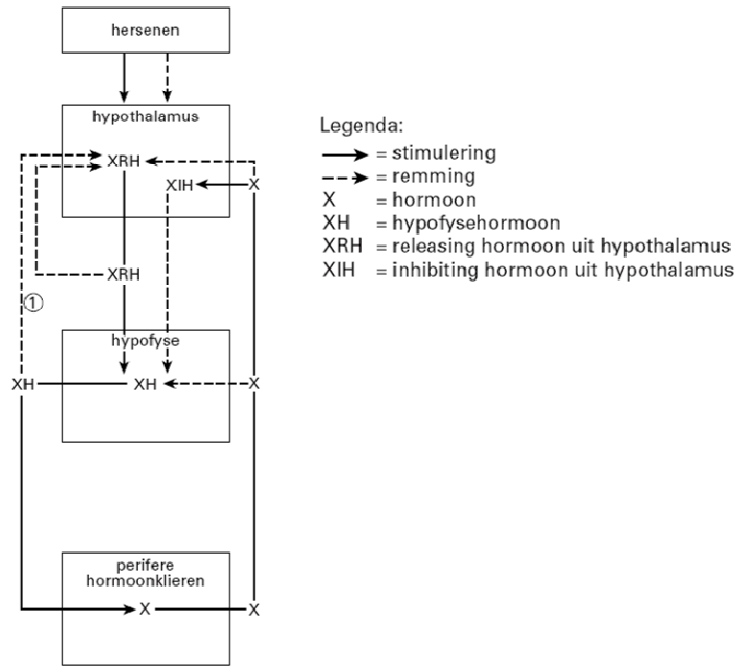 hersenen
hypothalamus
XRH
XIH
X
XRH
①
hypofyse
XH
XH
X
perifere
hormoonklieren
X
X
Legenda:
= stimulering
= remming
X = hormoon
XH = hypofysehormoon
XRH = releasing hormoon uit hypothalamus
XIH = inhibiting hormoon uit hypothalamus